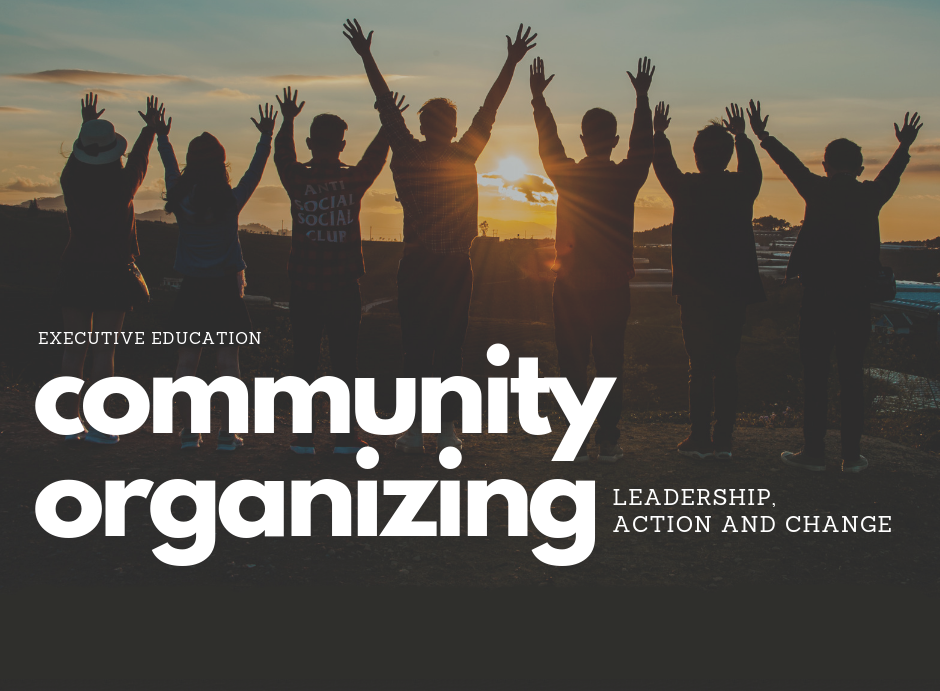 ANTI
SOCIAL
SOCIAL
CLUB
EXECUTIVE EDUCATION
community
organizing
LEADERSHIP,
ACTION AND CHANGE